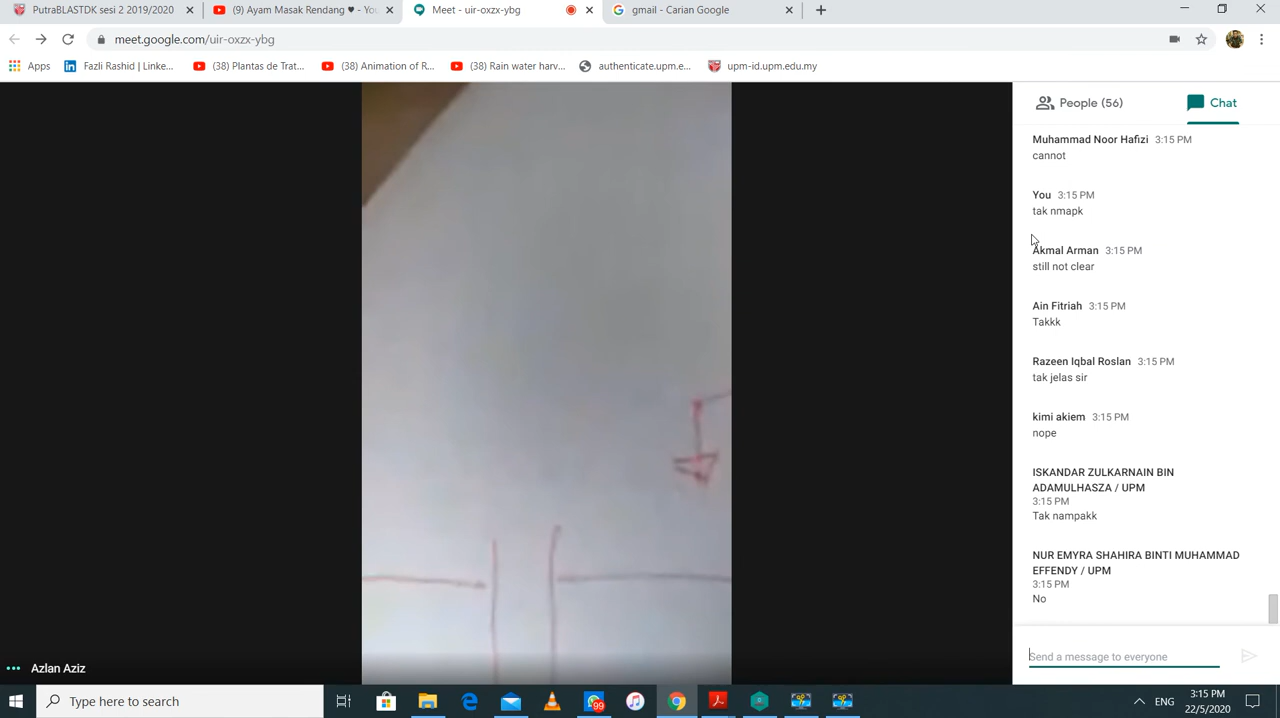 PutraBLASTDK sesi 2 2019/2020
(9) Ayam Masak Rendang ♥ - You
Meet - uir-oxzx-ybg
gmail - Carian Google
meet.google.com/uir-oxzx-ybg
Apps
Fazli Rashid | Linke...
(38) Plantas de Trat...
(38) Animation of R...
(38) Rain water harv...
authenticate.upm.e...
upm-id.upm.edu.my
People (56)
Chat
Muhammad Noor Hafizi 3:15 PM
cannot
You 3:15 PM
tak nmapk
Akmal Arman 3:15 PM
still not clear
Ain Fitriah 3:15 PM
Takkk
Razeen Iqbal Roslan 3:15 PM
tak jelas sir
kimi akiem 3:15 PM
nope
ISKANDAR ZULKARNAIN BIN
ADAMULHASZA / UPM
3:15 PM
Tak nampakk
NUR EMYRA SHAHIRA BINTI MUHAMMAD
EFFENDY / UPM
3:15 PM
No
Send a message to everyone
Azlan Aziz
Type here to search
99
ENG
3:15 PM
22/5/2020